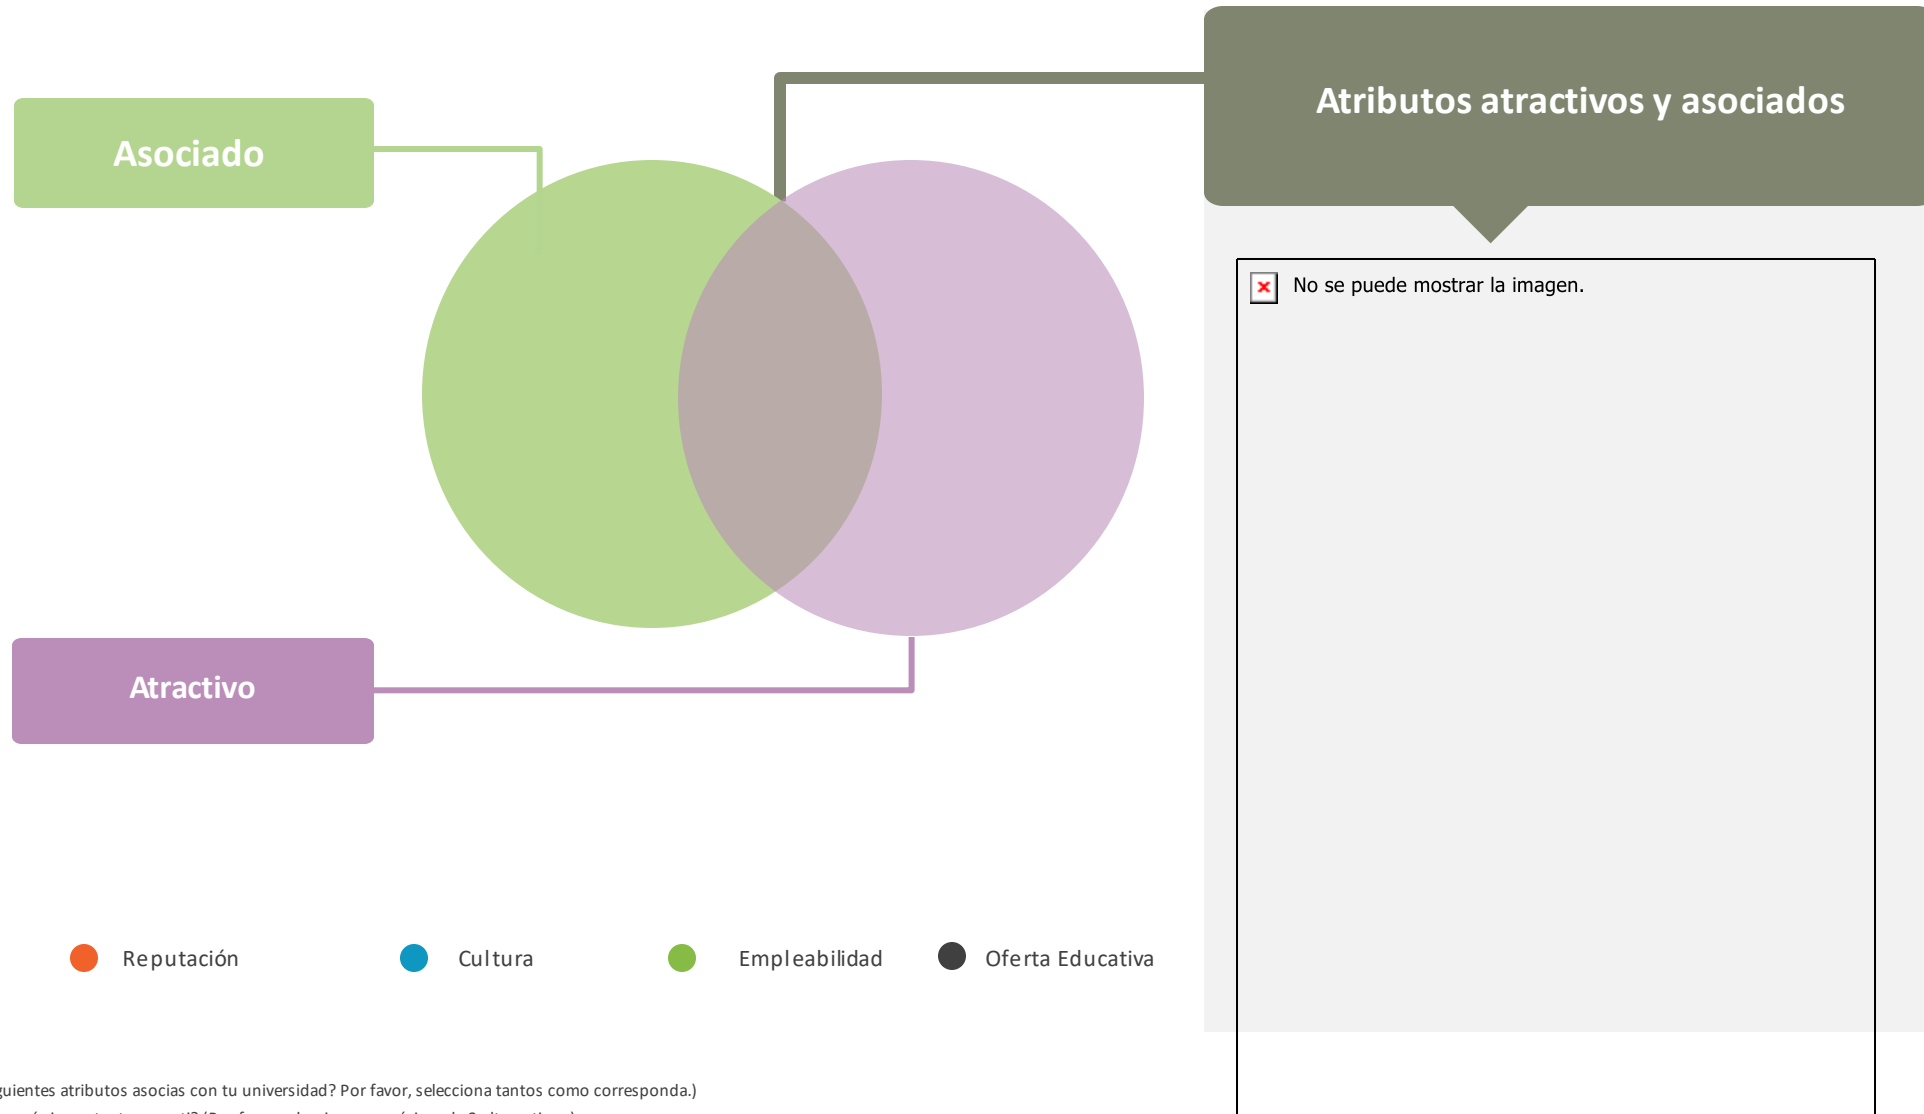 Atributos atractivos y asociados
Asociado
No se puede mostrar la imagen.
Atractivo
Reputación
Cultura
Empleabilidad
Oferta Educativa
atributos asocias con tu universidad? Por favor, selecciona tantos como corresponda.)